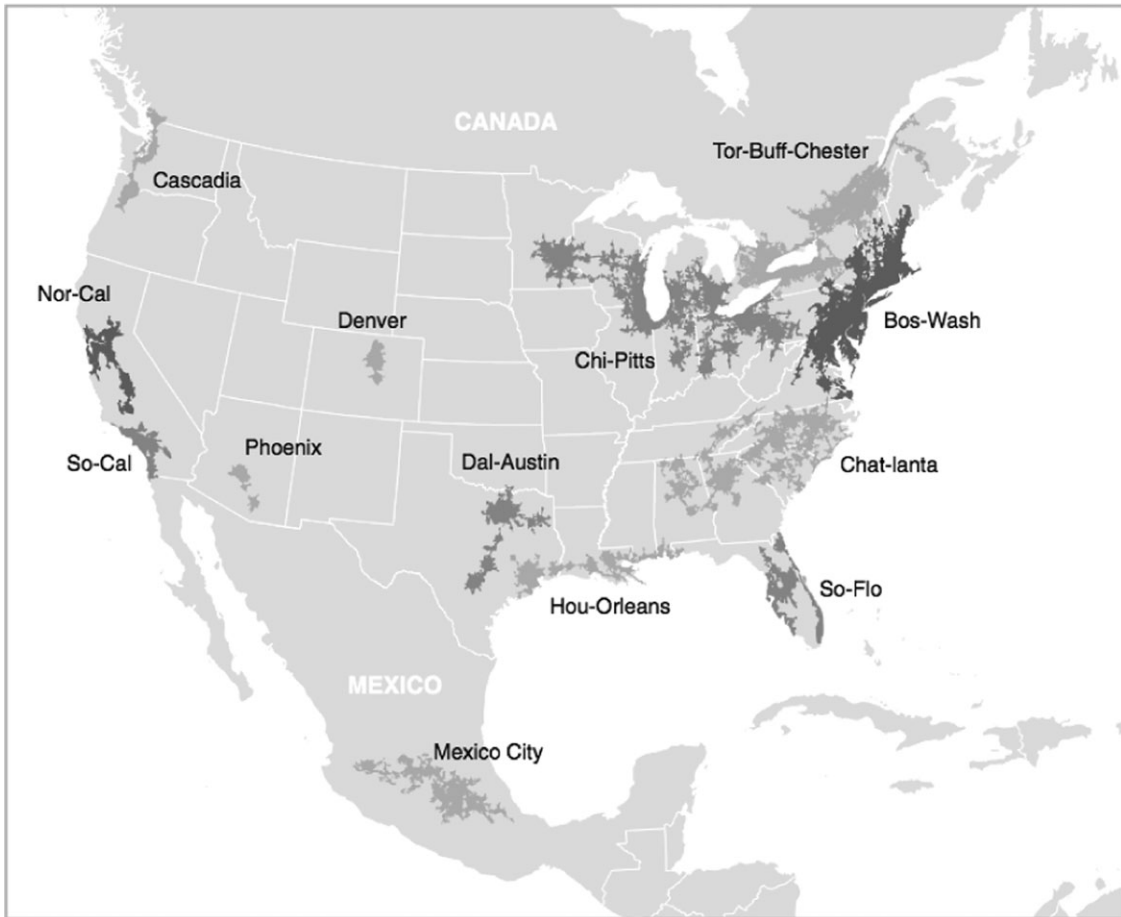 CANADA
Tor-Buff-Chester
Cascadia
Nor-Cal
Denver
Bos-Wash
Chi-Pitts
Phoenix
So-Cal
Dal-Austin
Chat-lanta
So-Flo
Hou-Orleans
MEXICO
Mexico City